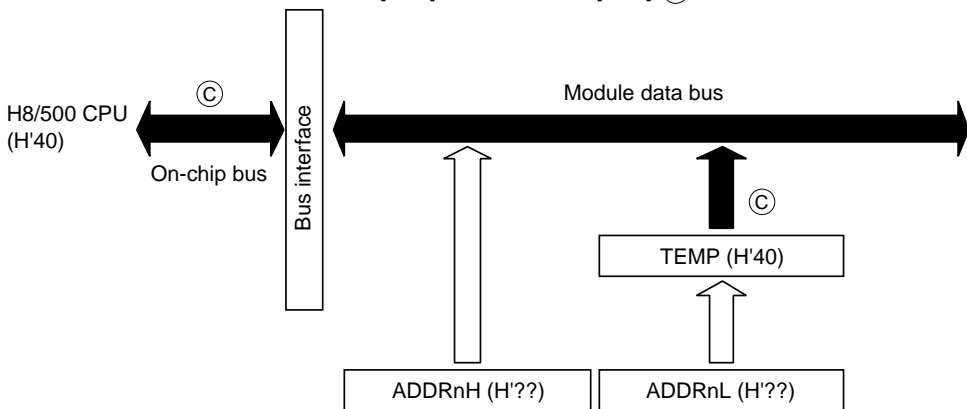 Ⓒ
H8/500 CPU
(H'40)
Ⓒ
On-chip bus
Bus interface
Module data bus
Ⓒ
TEMP (H'40)
ADDRnH (H'??)
ADDRnL (H'??)